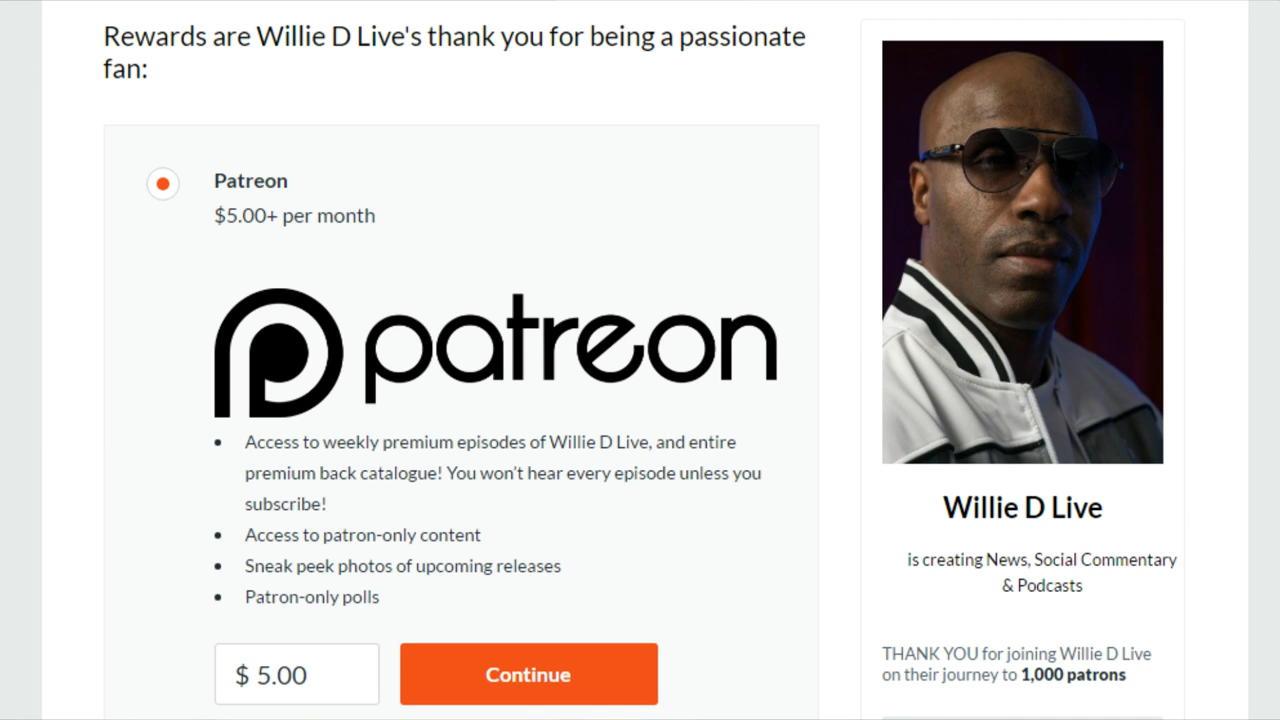 Rewards are Willie D Live's thank you for being a passionate
fan:
Patreon
$5.00+ per month
patreon
Access to weekly premium episodes of Willie D Live, and entire
premium back catalogue! You won't hear every episode unless you
subscribe!
Access to patron-only content
Sneak peek photos of upcoming releases
Patron-only polls
$ 5.00
Continue
Willie D Live
is creating News, Social Commentary
& Podcasts
THANK YOU for joining Willie D Live
on their journey to 1,000 patrons